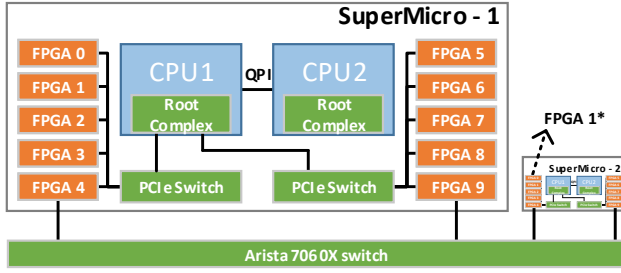 SuperMicro - 1
FPGA 0
FPGA 1
FPGA 2
FPGA 3
FPGA 4
CPU1
Root
Complex
QPI
CPU2
Root
Complex
PCIe Switch
PCIe Switch
FPGA 5
FPGA 6
FPGA 7
FPGA 8
FPGA 9
FPGA 1*
SuperMicro - 2
Arista 7060X switch